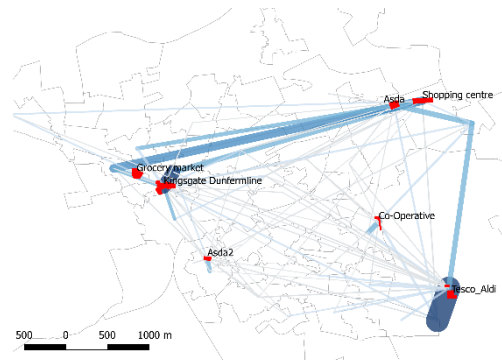 Shopping centre
Asda
Grocery market
Kingsgate Dunfermline
Co-Operative
Asda2
Tesco_Aldi
500 0 500 1000 m